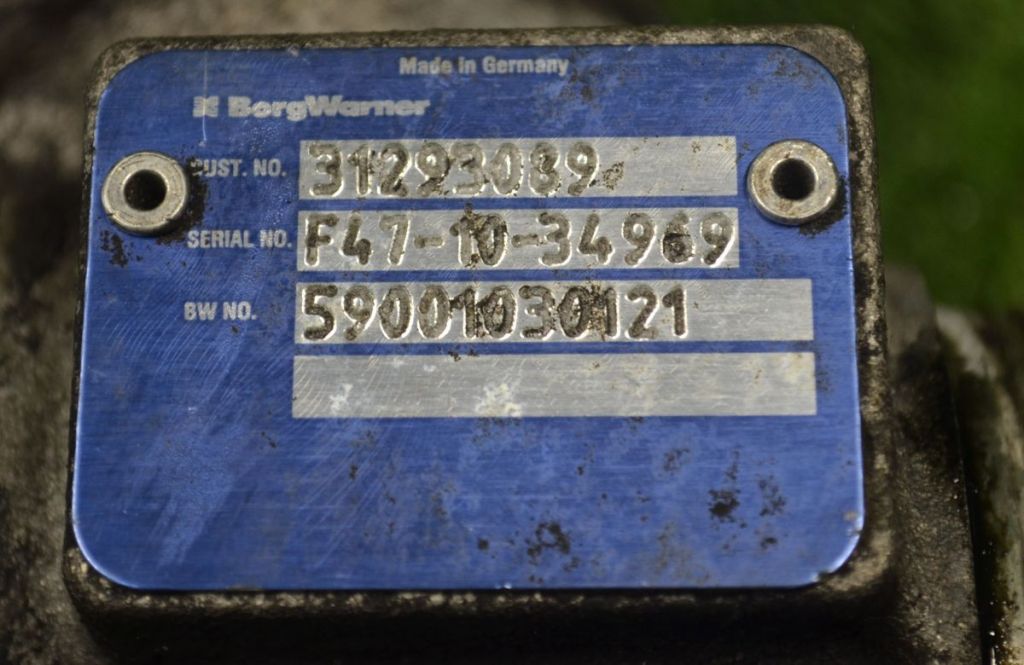 Made in Germany
BorgWarner
CUST. NO. 31293089
SERIAL NO. F47-10-34969
BW NO. 59001030121